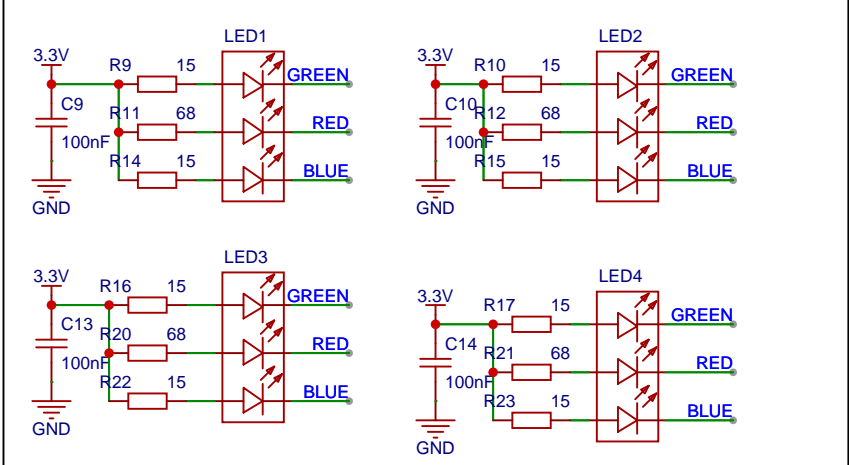 LED1
3.3V
R9 15
GREEN
C9
R11 68
RED
100nF
R14 15
BLUE
GND
LED2
3.3V
R10 15
GREEN
C10
R12 68
RED
100nF
R15 15
BLUE
GND
LED3
3.3V
R16 15
GREEN
C13
R20 68
RED
100nF
R22 15
BLUE
GND
LED4
3.3V
R17 15
GREEN
C14
R21 68
RED
100nF
R23 15
BLUE
GND